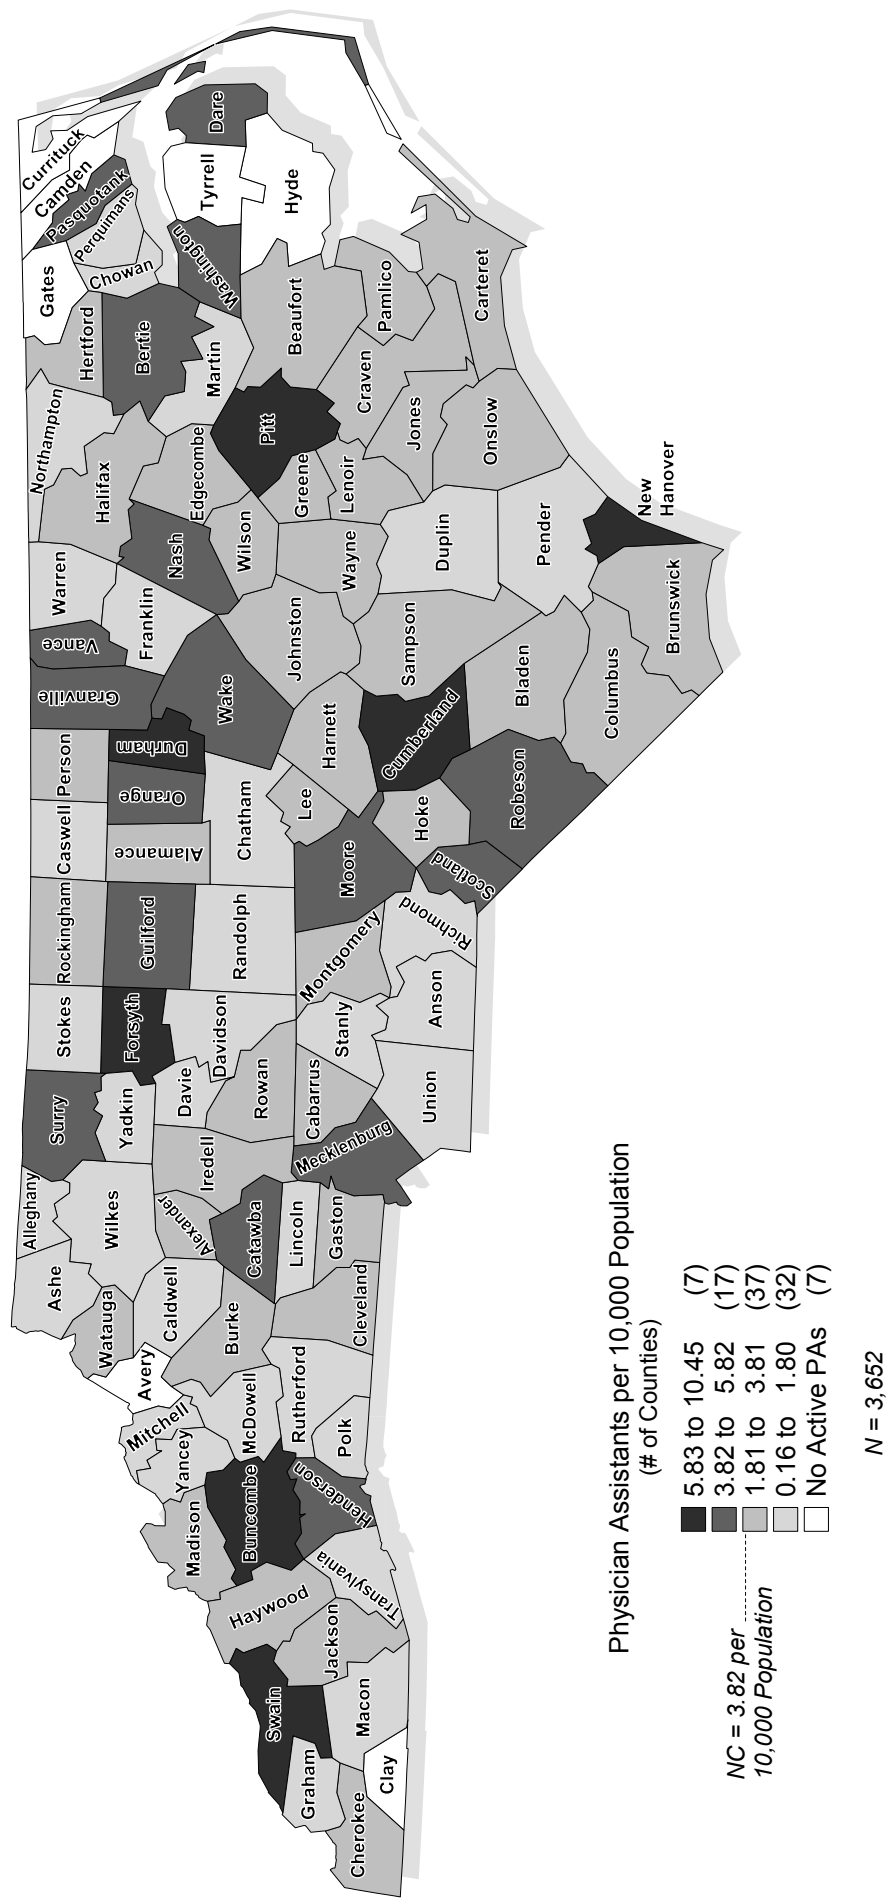 Cherokee
Graham
Clay
Swain
Macon
Jackson
Haywood
Transylvania
Madison
Buncombe
Henderson
Yancey
Mitchell
McDowell
Rutherford
Polk
Avery
Watauga
Ashe
Alleghany
Caldwell
Burke
Cleveland
Wilkes
Alexander
Catawba
Lincoln
Gaston
Surry
Yadkin
Iredell
Mecklenburg
Davie
Rowan
Cabarrus
Union
Stokes
Forsyth
Davidson
Stanly
Anson
Rockingham
Guilford
Randolph
Montgomery
Richmond
Caswell
Alamance
Chatham
Moore
Scotland
Person
Orange
Durham
Lee
Hoke
Robeson
Granville
Vance
Wake
Harnett
Cumberland
Bladen
Columbus
Brunswick
Warren
Franklin
Johnston
Sampson
Northampton
Halifax
Nash
Wilson
Wayne
Duplin
Pender
New
Hanover
Hertford
Edgecombe
Greene
Lenoir
Jones
Onslow
Gates
Bertie
Martin
Pitt
Craven
Beaufort
Pamlico
Carteret
Currituck
Camden
Pasquotank
Perquimans
Chowan
Washington
Tyrrell
Dare
Hyde
Physician Assistants per 10,000 Population
(# of Counties)
5.83 to 10.45 (7)
3.82 to 5.82 (17)
1.81 to 3.81 (37)
0.16 to 1.80 (32)
No Active PAs (7)
NC = 3.82 per
10,000 Population
N = 3,652